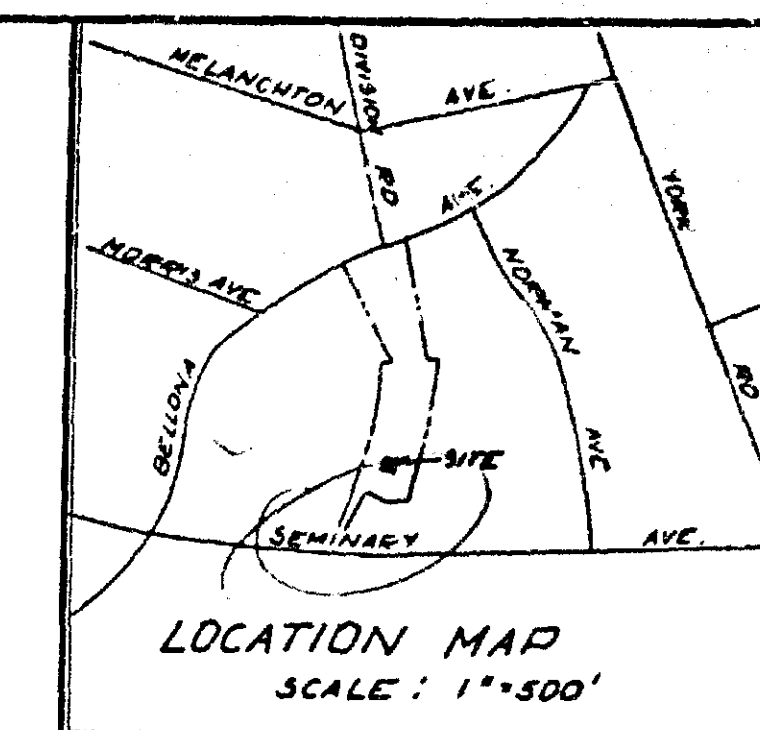 MELANCHTON AVE.
DIVISION RD
BELLONA AVE.
MORRIS AVE
NORMAN AVE
YORK RD
SITE
SEMINARY AVE.
LOCATION MAP
SCALE: 1"=500'